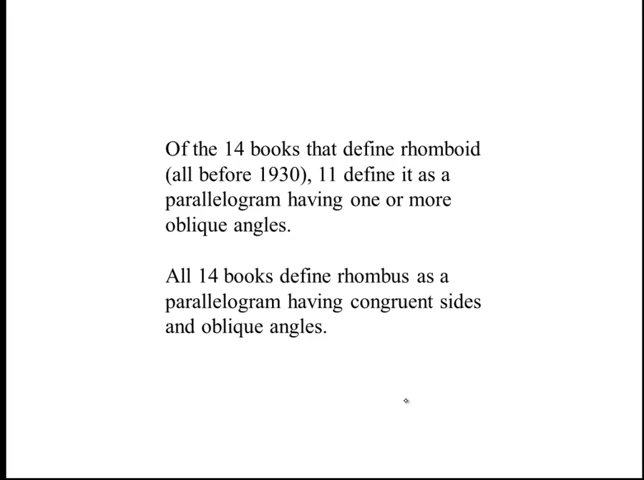 Of the 14 books that define rhomboid
(all before 1930), 11 define it as a
parallelogram having one or more
oblique angles.
All 14 books define rhombus as a
parallelogram having congruent sides
and oblique angles.